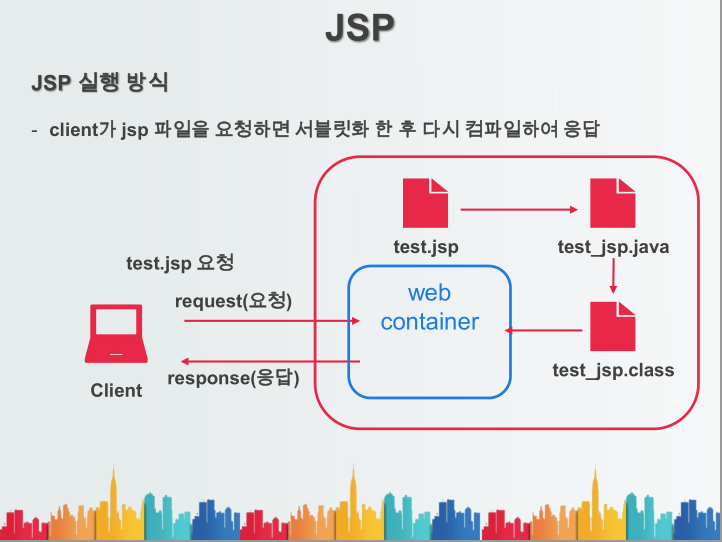 JSP
JSP 실행 방식
- client가 jsp 파일을 요청하면 서블릿화 한 후 다시 컴파일하여 응답
test.jsp
test_jsp.java
test.jsp 요청
request(요청)
web
container
test_jsp.class
response(응답)
Client